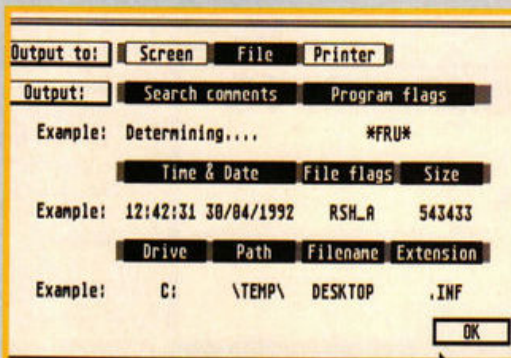 Output to: Screen File Printer
Output: Search comments Program flags
Example: Determining.... *FRU*
Time & Date File flags Size
Example: 12:42:31 30/04/1992 RSH_A 543433
Drive Path Filename Extension
Example: C: \TEMP\ DESKTOP .INF
OK